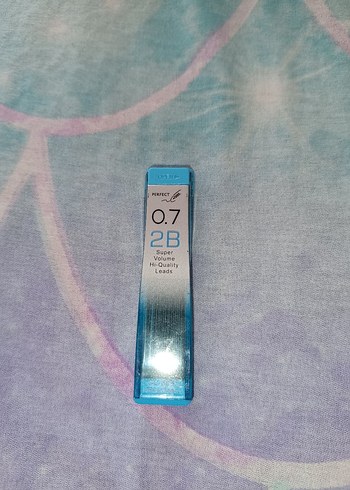 PERFECT
0.7
2B
Super
Volume
Hi-Quality
Leads